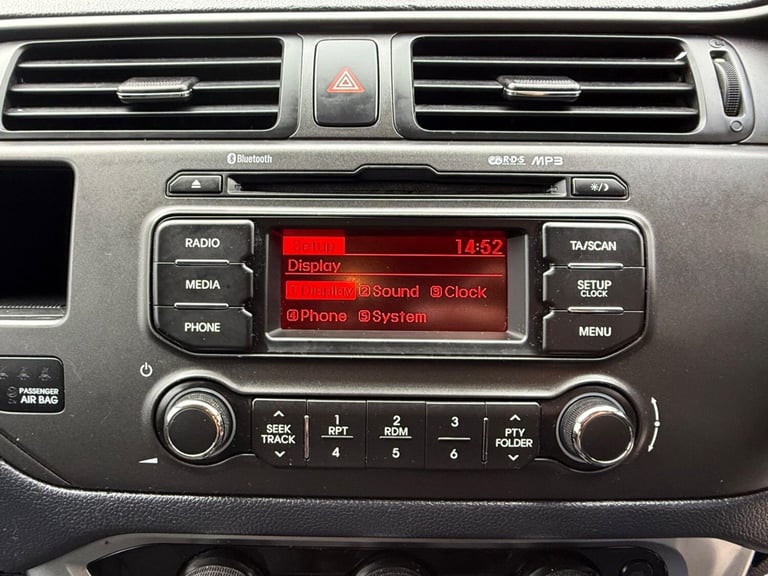 Bluetooth
R·D·S MP3
RADIO
MEDIA
PHONE
Setup 14:52
Display
1 Display 2 Sound 3 Clock
4 Phone 5 System
TA/SCAN
SETUP
CLOCK
MENU
PASSENGER
AIR BAG
SEEK
TRACK
1
RPT
4
2
RDM
5
3
6
PTY
FOLDER